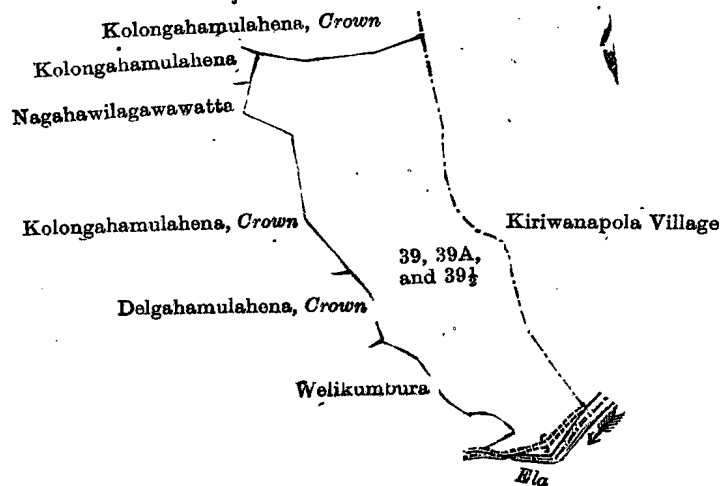 Kolongahamulahena, Crown
Kolongahamulahena
Nagahawilagawawatta
Kolongahamulahena, Crown
Kiriwanapola Village
39, 39A,
and 39½
Delgahamulahena, Crown
Welikumbura
Ela